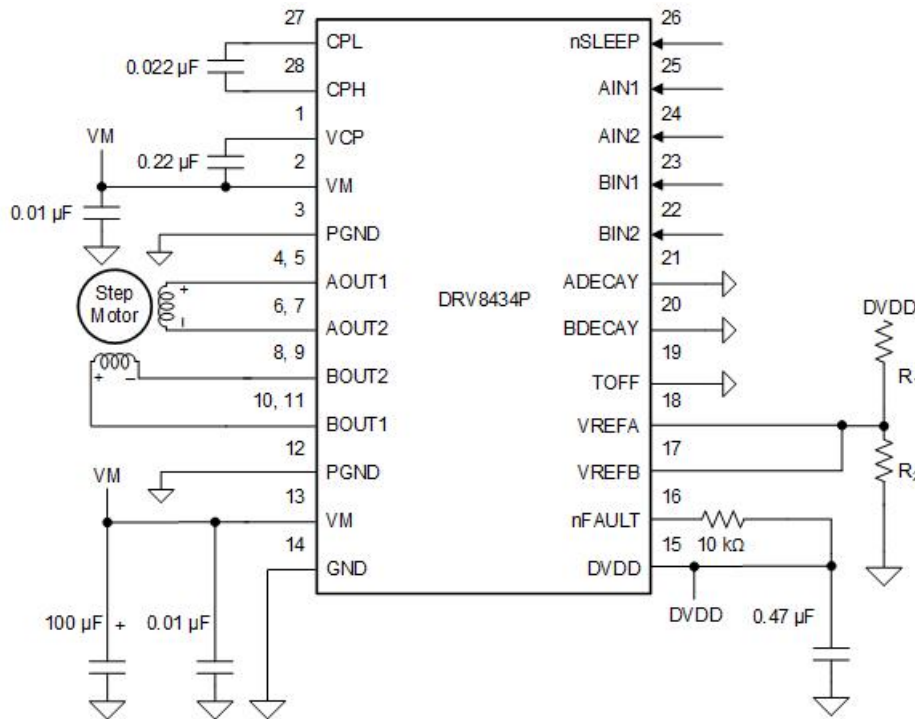 27
CPL
0.022 µF
28
CPH
1
VCP
VM
0.22 µF
2
VM
0.01 µF
3
PGND
4, 5
AOUT1
Step
Motor
+
–
6, 7
AOUT2
8, 9
BOUT2
+
–
10, 11
BOUT1
12
PGND
VM
13
VM
14
GND
100 µF
+
0.01 µF
DRV8434P
26
nSLEEP
25
AIN1
24
AIN2
23
BIN1
22
BIN2
21
ADECAY
20
BDECAY
19
TOFF
18
VREFA
17
VREFB
16
nFAULT
10 kΩ
15
DVDD
DVDD
0.47 µF
DVDD
R
R